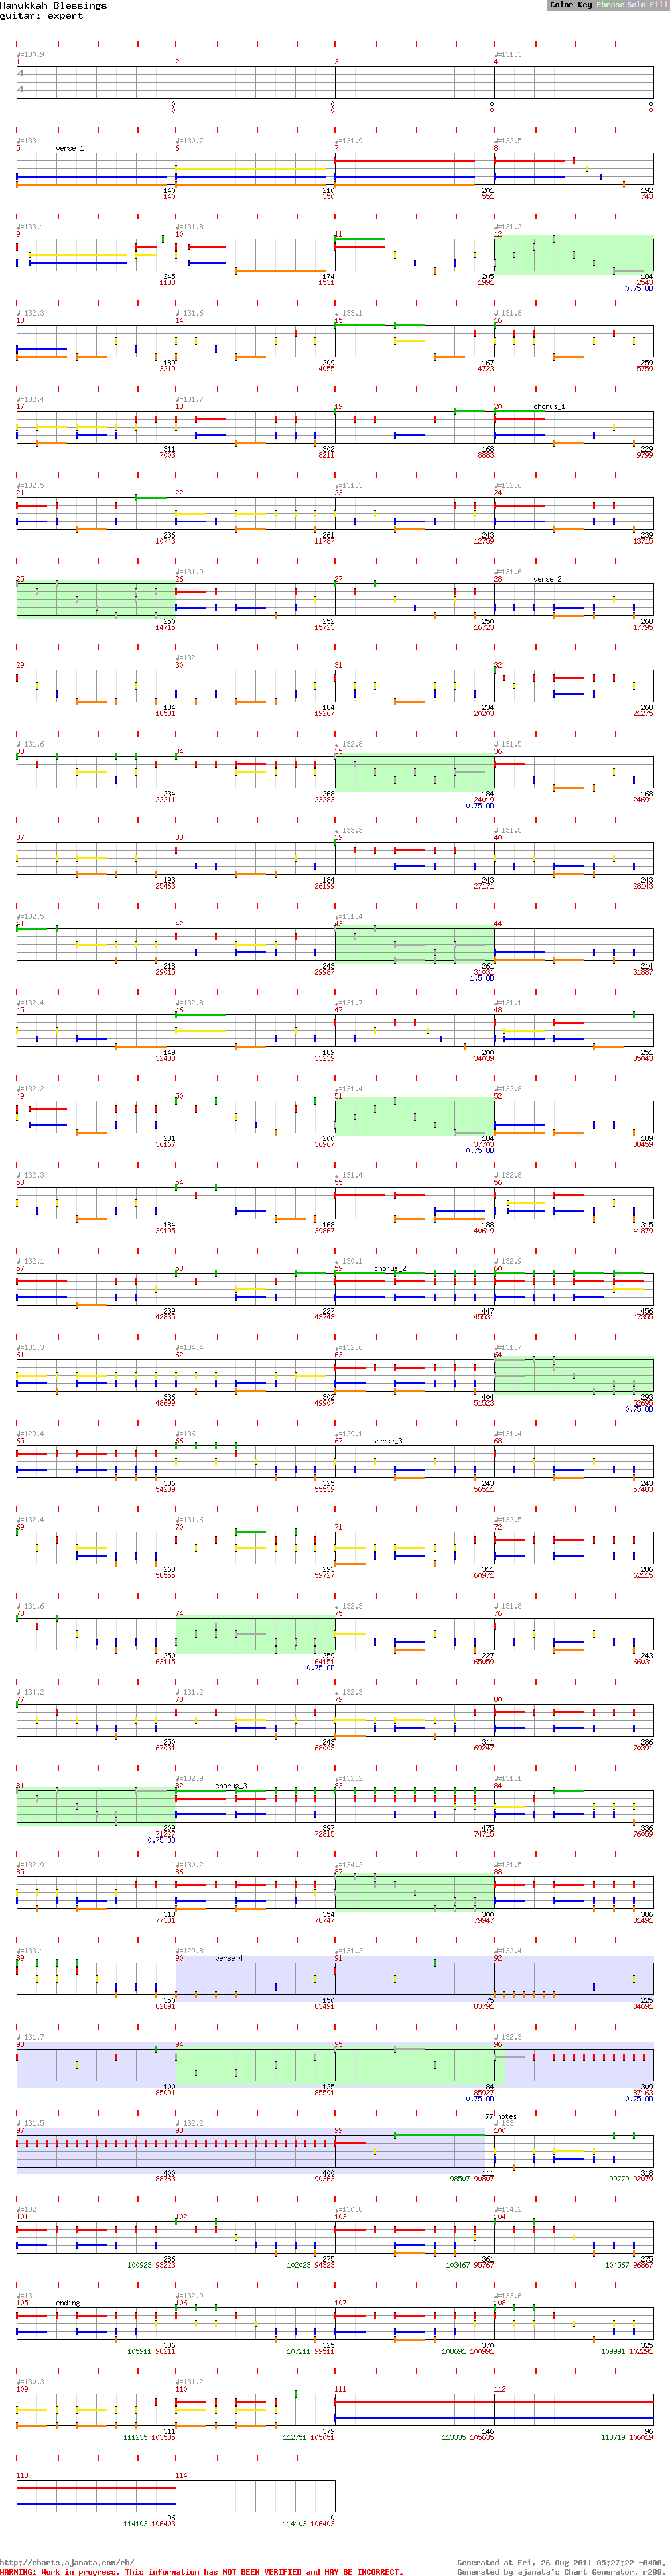 Hanukkah Blessings
Color Key Phrase Solo Fill
guitar: expert
♩=130.9 ♩=131.3
1 2 3 4
0 0 0 0
0 0 0 0
♩=133 ♩=130.7 ♩=131.9 ♩=132.5
5 verse_1 6 7 8
140 210 201 192
140 350 551 743
♩=133.1 ♩=131.8 ♩=131.2
9 10 11 12
245 174 205 184
1183 1531 1991 2543
0.75 OD
♩=132.3 ♩=131.6 ♩=133.1 ♩=131.8
13 14 15 16
189 209 167 259
3219 4055 4723 5759
♩=132.4 ♩=131.7
17 18 19 20 chorus_1
311 302 168 229
7003 8211 8883 9799
♩=132.5 ♩=131.3 ♩=132.6
21 22 23 24
236 261 243 239
10743 11787 12759 13715
♩=131.9 ♩=131.6
25 26 27 28 verse_2
250 252 250 268
14715 15723 16723 17795
♩=132
29 30 31 32
184 184 234 268
18531 19267 20203 21275
♩=131.6 ♩=132.8 ♩=131.5
33 34 35 36
234 268 184 168
22211 23283 24019 24691
0.75 OD
♩=133.3 ♩=131.5
37 38 39 40
193 184 243 243
25463 26199 27171 28143
♩=132.5 ♩=131.4
41 42 43 44
218 243 261 214
29015 29987 31031 31887
1.5 OD
♩=132.4 ♩=132.8 ♩=131.7 ♩=131.1
45 46 47 48
149 189 200 251
32483 33239 34039 35043
♩=132.2 ♩=131.4 ♩=132.8
49 50 51 52
281 200 184 189
36167 36967 37703 38459
0.75 OD
♩=132.3 ♩=131.4 ♩=132.8
53 54 55 56
184 168 188 315
39195 39867 40619 41879
♩=132.1 ♩=130.1 ♩=132.9
57 58 59 chorus_2 60
239 227 447 456
42835 43743 45531 47355
♩=131.3 ♩=134.4 ♩=132.6 ♩=131.7
61 62 63 64
336 302 404 293
48699 49907 51523 52695
0.75 OD
♩=129.4 ♩=136 ♩=129.1 ♩=131.4
65 66 67 verse_3 68
386 325 243 243
54239 55539 56511 57483
♩=132.4 ♩=131.6 ♩=132.5
69 70 71 72
268 293 311 286
58555 59727 60971 62115
♩=131.6 ♩=132.3 ♩=131.8
73 74 75 76
250 259 227 243
63115 64151 65059 66031
0.75 OD
♩=134.2 ♩=131.2 ♩=132.3
77 78 79 80
250 243 311 286
67031 68003 69247 70391
♩=132.9 ♩=132.2 ♩=131.1
81 82 chorus_3 83 84
209 397 475 336
71227 72815 74715 76059
0.75 OD
♩=132.9 ♩=130.2 ♩=134.2 ♩=131.5
85 86 87 88
318 354 300 386
77331 78747 79947 81491
♩=133.1 ♩=129.8 ♩=131.2 ♩=132.4
89 90 verse_4 91 92
350 150 75 225
82891 83491 83791 84691
♩=131.7 ♩=132.3
93 94 95 96
100 125 84 309
85091 85591 85927 87163
0.75 OD 0.75 OD
77 notes
♩=131.5 ♩=132.2 ♩=133
97 98 99 100
400 400 111 318
88763 90363 98507 90807 99779 92079
♩=132 ♩=130.8 ♩=134.2
101 102 103 104
286 275 361 275
100923 93223 102023 94323 103467 95767 104567 96867
♩=131 ♩=132.9 ♩=133.6
105 ending 106 107 108
336 325 370 325
105911 98211 107211 99511 108691 100991 109991 102291
♩=130.3 ♩=131.2
109 110 111 112
311 379 146 96
111235 103535 112751 105051 113335 105635 113719 106019
113 114
96 0
114103 106403 114103 106403
http://charts.ajanata.com/rb/ Generated at Fri, 26 Aug 2011 05:27:22 -0400.
WARNING: Work in progress. This information has NOT BEEN VERIFIED and MAY BE INCORRECT. Generated by ajanata's Chart Generator, r299.